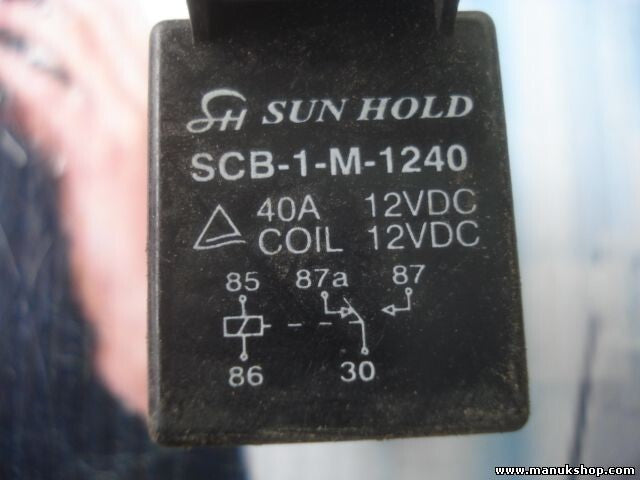 SH SUN HOLD
SCB-1-M-1240
40A 12VDC
COIL 12VDC
85 87a 87
86 30
www.manukshop.com